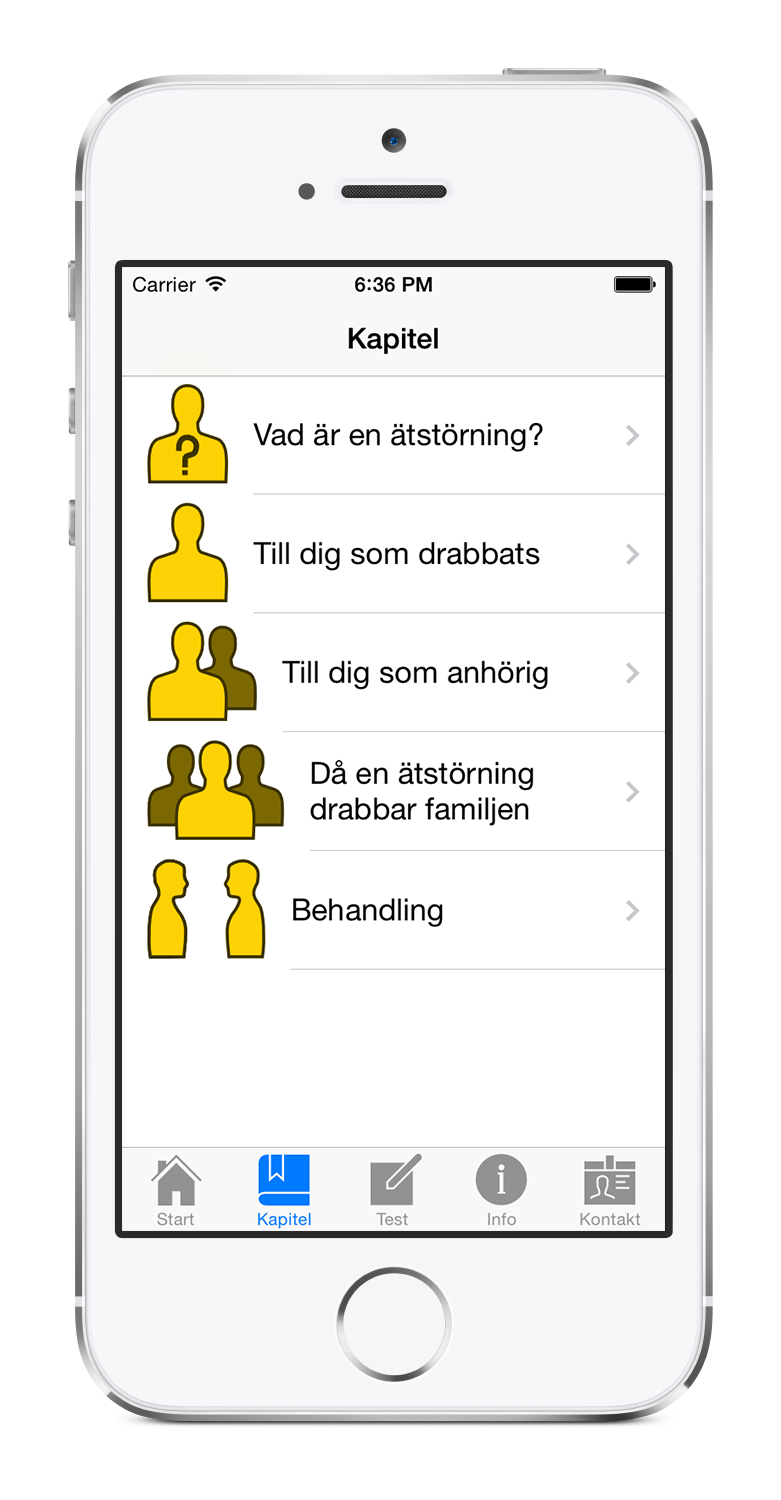 Carrier 6:36 PM
Kapitel
?
Vad är en ätstörning?
Till dig som drabbats
Till dig som anhörig
Då en ätstörning
drabbar familjen
Behandling
i
Start Kapitel Test Info Kontakt